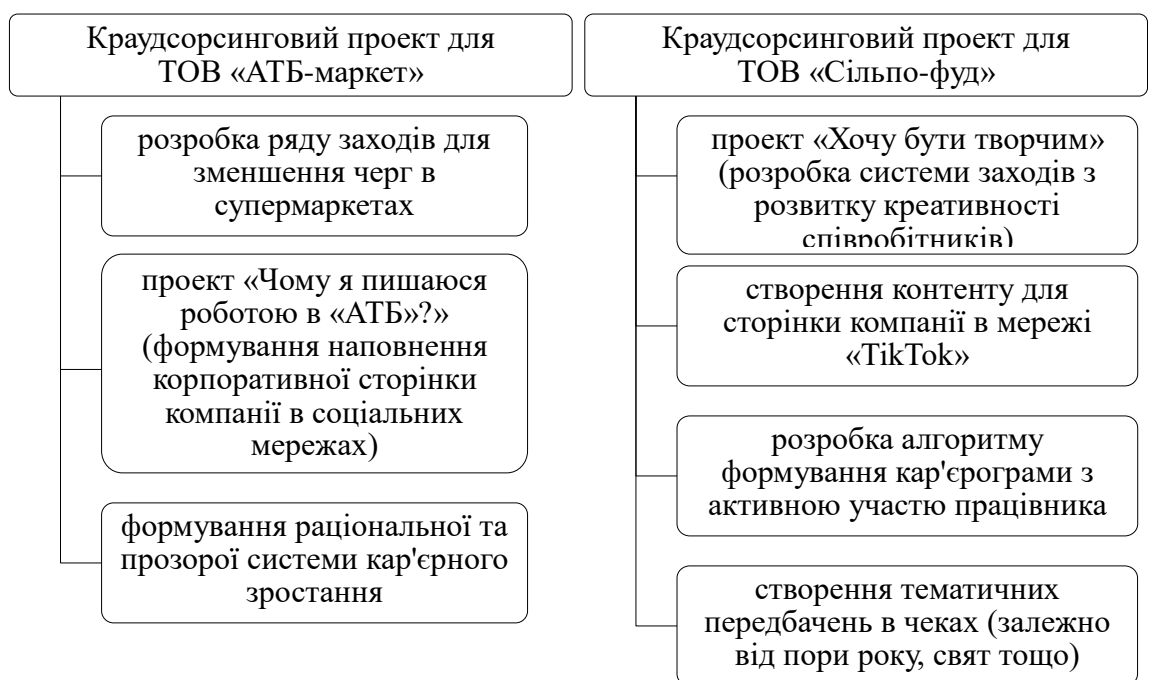 Краудсорсинговий проект для
ТОВ «АТБ-маркет»
розробка ряду заходів для
зменшення черг в
супермаркетах
проект «Чому я пишаюся
роботою в «АТБ»?»
(формування наповнення
корпоративної сторінки
компанії в соціальних
мережах)
формування раціональної та
прозорої системи кар'єрного
зростання
Краудсорсинговий проект для
ТОВ «Сільпо-фуд»
проект «Хочу бути творчим»
(розробка системи заходів з
розвитку креативності
співробітників)
створення контенту для
сторінки компанії в мережі
«TikTok»
розробка алгоритму
формування кар'єрограми з
активною участю працівника
створення тематичних
передбачень в чеках (залежно
від пори року, свят тощо)